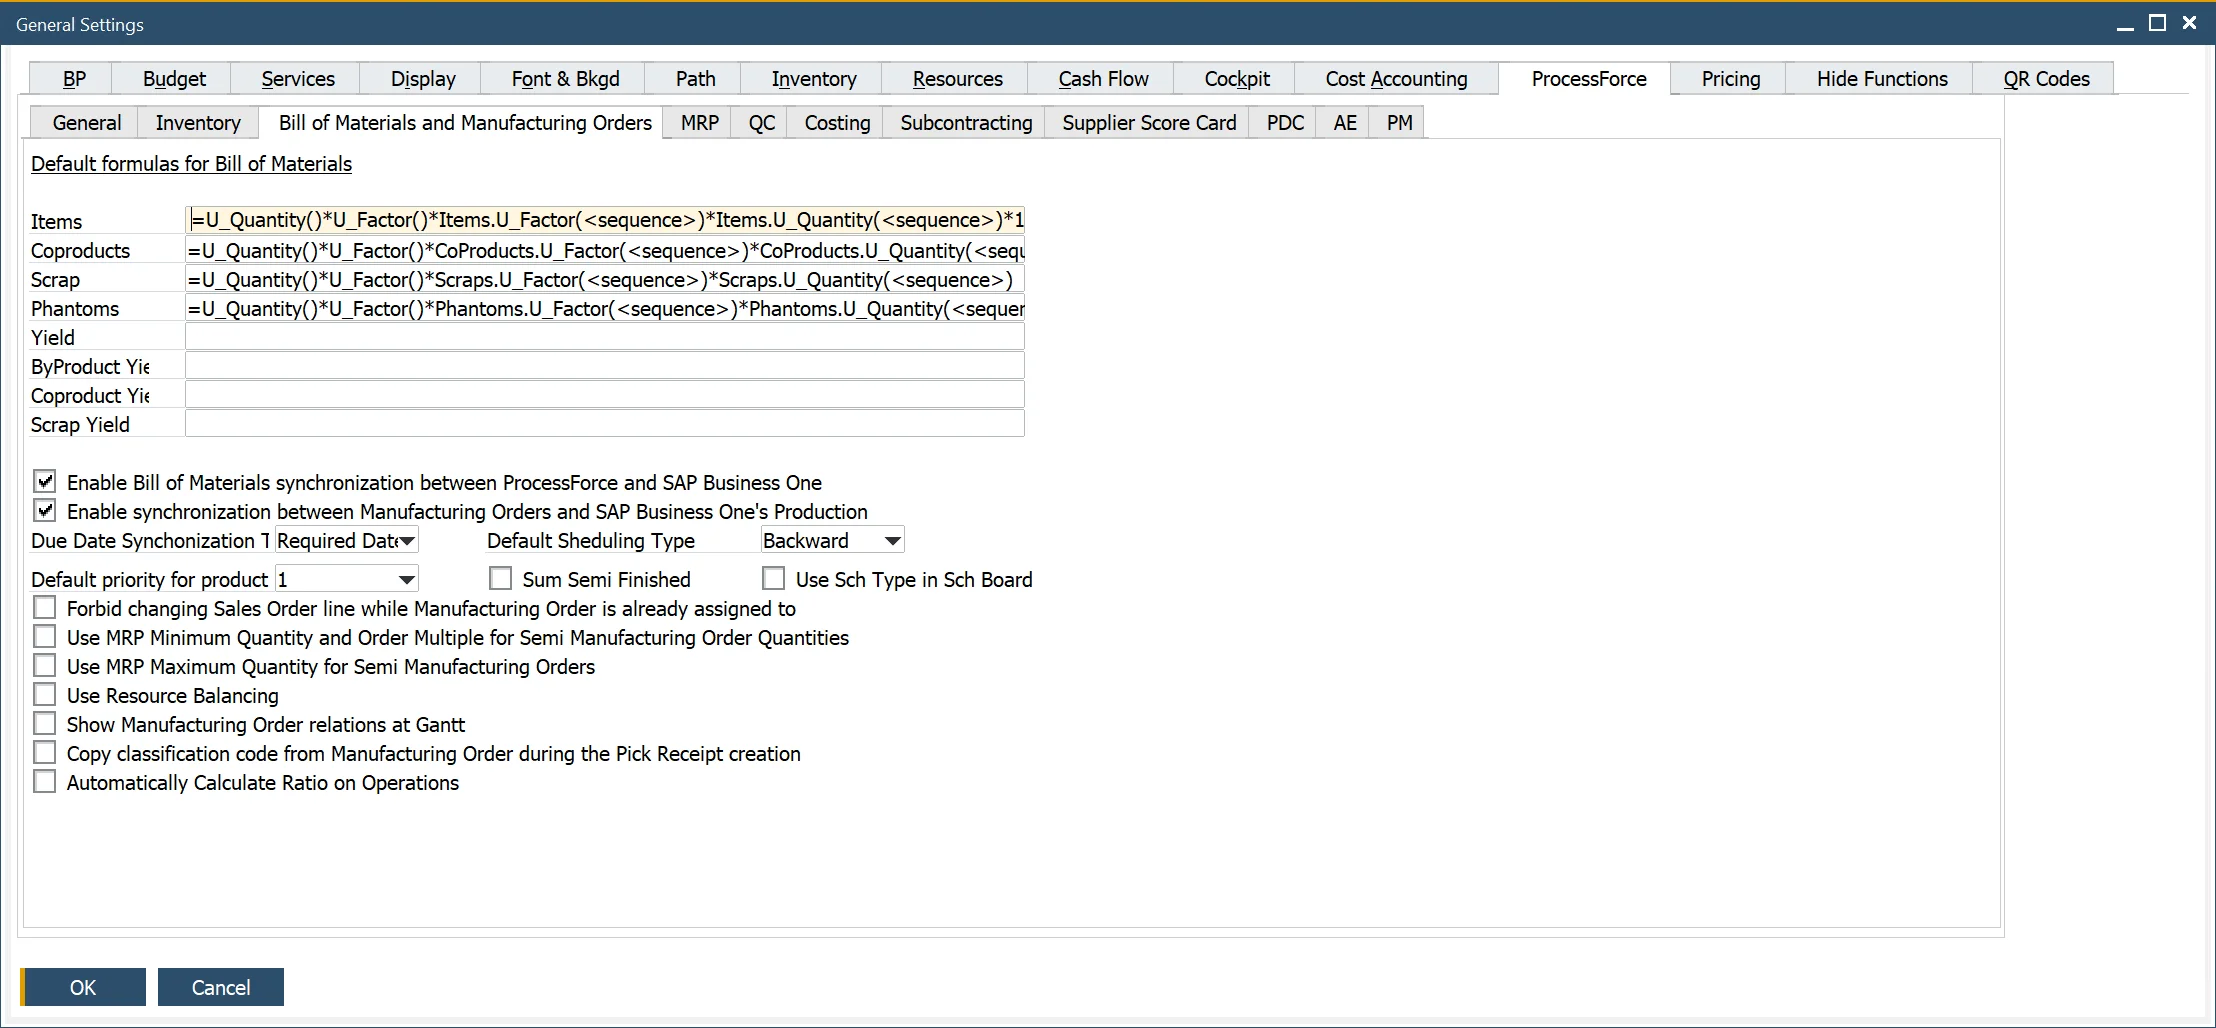 General Settings
BP Budget Services Display Font & Bkgd Path Inventory Resources Cash Flow Cockpit Cost Accounting ProcessForce Pricing Hide Functions QR Codes
General Inventory Bill of Materials and Manufacturing Orders MRP QC Costing Subcontracting Supplier Score Card PDC AE PM
Default formulas for Bill of Materials
Items =U_Quantity()*U_Factor()*Items.U_Factor(<sequence>)*Items.U_Quantity(<sequence>)*1
Coproducts =U_Quantity()*U_Factor()*CoProducts.U_Factor(<sequence>)*CoProducts.U_Quantity(<sequ
Scrap =U_Quantity()*U_Factor()*Scraps.U_Factor(<sequence>)*Scraps.U_Quantity(<sequence>)
Phantoms =U_Quantity()*U_Factor()*Phantoms.U_Factor(<sequence>)*Phantoms.U_Quantity(<sequen
Yield
ByProduct Yie
Coproduct Yie
Scrap Yield
Enable Bill of Materials synchronization between ProcessForce and SAP Business One
Enable synchronization between Manufacturing Orders and SAP Business One's Production
Due Date Synchonization T Required Date Default Sheduling Type Backward
Default priority for product 1 Sum Semi Finished Use Sch Type in Sch Board
Forbid changing Sales Order line while Manufacturing Order is already assigned to
Use MRP Minimum Quantity and Order Multiple for Semi Manufacturing Order Quantities
Use MRP Maximum Quantity for Semi Manufacturing Orders
Use Resource Balancing
Show Manufacturing Order relations at Gantt
Copy classification code from Manufacturing Order during the Pick Receipt creation
Automatically Calculate Ratio on Operations
OK Cancel